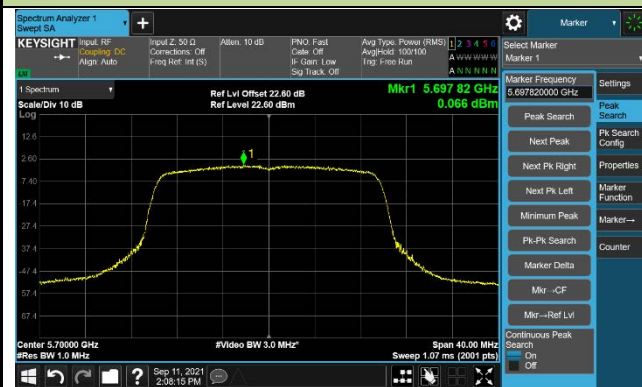 Spectrum Analyzer 1
Swept SA
+
Marker
KEYSIGHT
Input: RF
Coupling: DC
Align: Auto
Input Z: 50 Ω
Corrections: Off
Freq Ref: Int (S)
Atten: 10 dB
PNO: Fast
Gate: Off
IF Gain: Low
Sig Track: Off
Avg Type: Power (RMS)
Avg|Hold: 100/100
Trig: Free Run
1 2 3 4 5 6
A W W W W W
A N N N N N
Select Marker
Marker 1
1 Spectrum
Scale/Div 10 dB
Log
Ref Lvl Offset 22.60 dB
Ref Level 22.60 dBm
Mkr1 5.697 82 GHz
0.066 dBm
12.6
2.60
-7.40
-17.4
-27.4
-37.4
-47.4
-57.4
-67.4
1
Center 5.70000 GHz
#Res BW 1.0 MHz
#Video BW 3.0 MHz*
Span 40.00 MHz
Sweep 1.07 ms (2001 pts)
Marker Frequency
5.697820000 GHz
Peak Search
Next Peak
Next Pk Right
Next Pk Left
Minimum Peak
Pk-Pk Search
Marker Delta
Mkr→CF
Mkr→Ref Lvl
Continuous Peak
Search
On
Off
Settings
Peak
Search
Pk Search
Config
Properties
Marker
Function
Marker→
Counter
?
Sep 11, 2021
2:08:15 PM